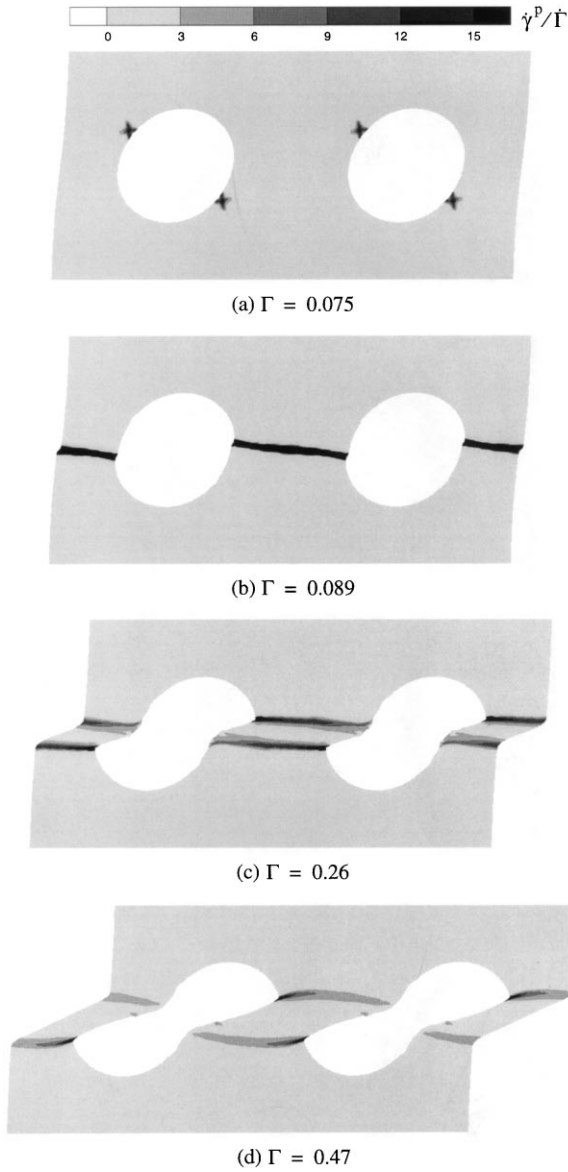 γ̇ᵖ/Γ̇
0 3 6 9 12 15
(a) Γ = 0.075
(b) Γ = 0.089
(c) Γ = 0.26
(d) Γ = 0.47